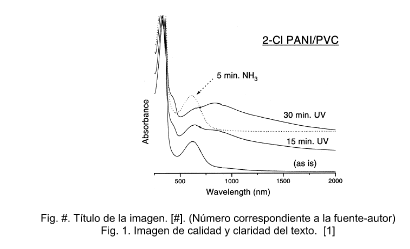 2-Cl PANI/PVC
5 min. NH3
30 min. UV
15 min. UV
(as is)
Absorbance
500 1000 1500 2000
Wavelength (nm)
Fig. #. Título de la imagen. [#]. (Número correspondiente a la fuente-autor)
Fig. 1. Imagen de calidad y claridad del texto. [1]